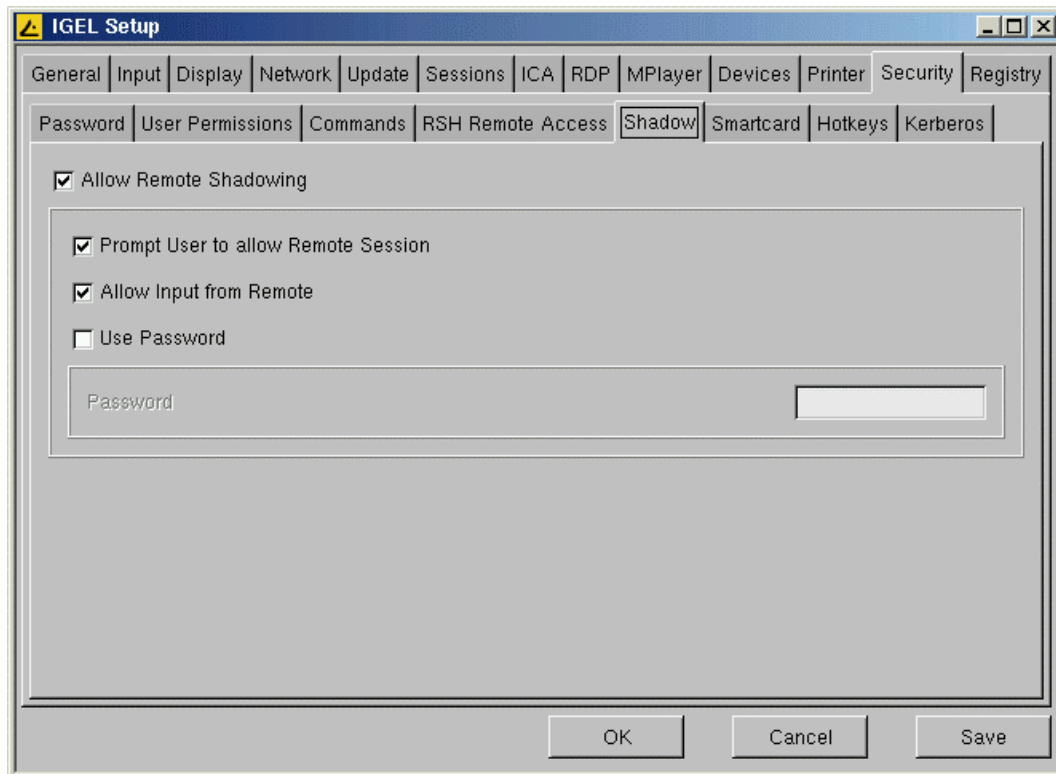 IGEL Setup
General Input Display Network Update Sessions ICA RDP MPlayer Devices Printer Security Registry
Password User Permissions Commands RSH Remote Access Shadow Smartcard Hotkeys Kerberos
Allow Remote Shadowing
Prompt User to allow Remote Session
Allow Input from Remote
Use Password
Password
OK Cancel Save